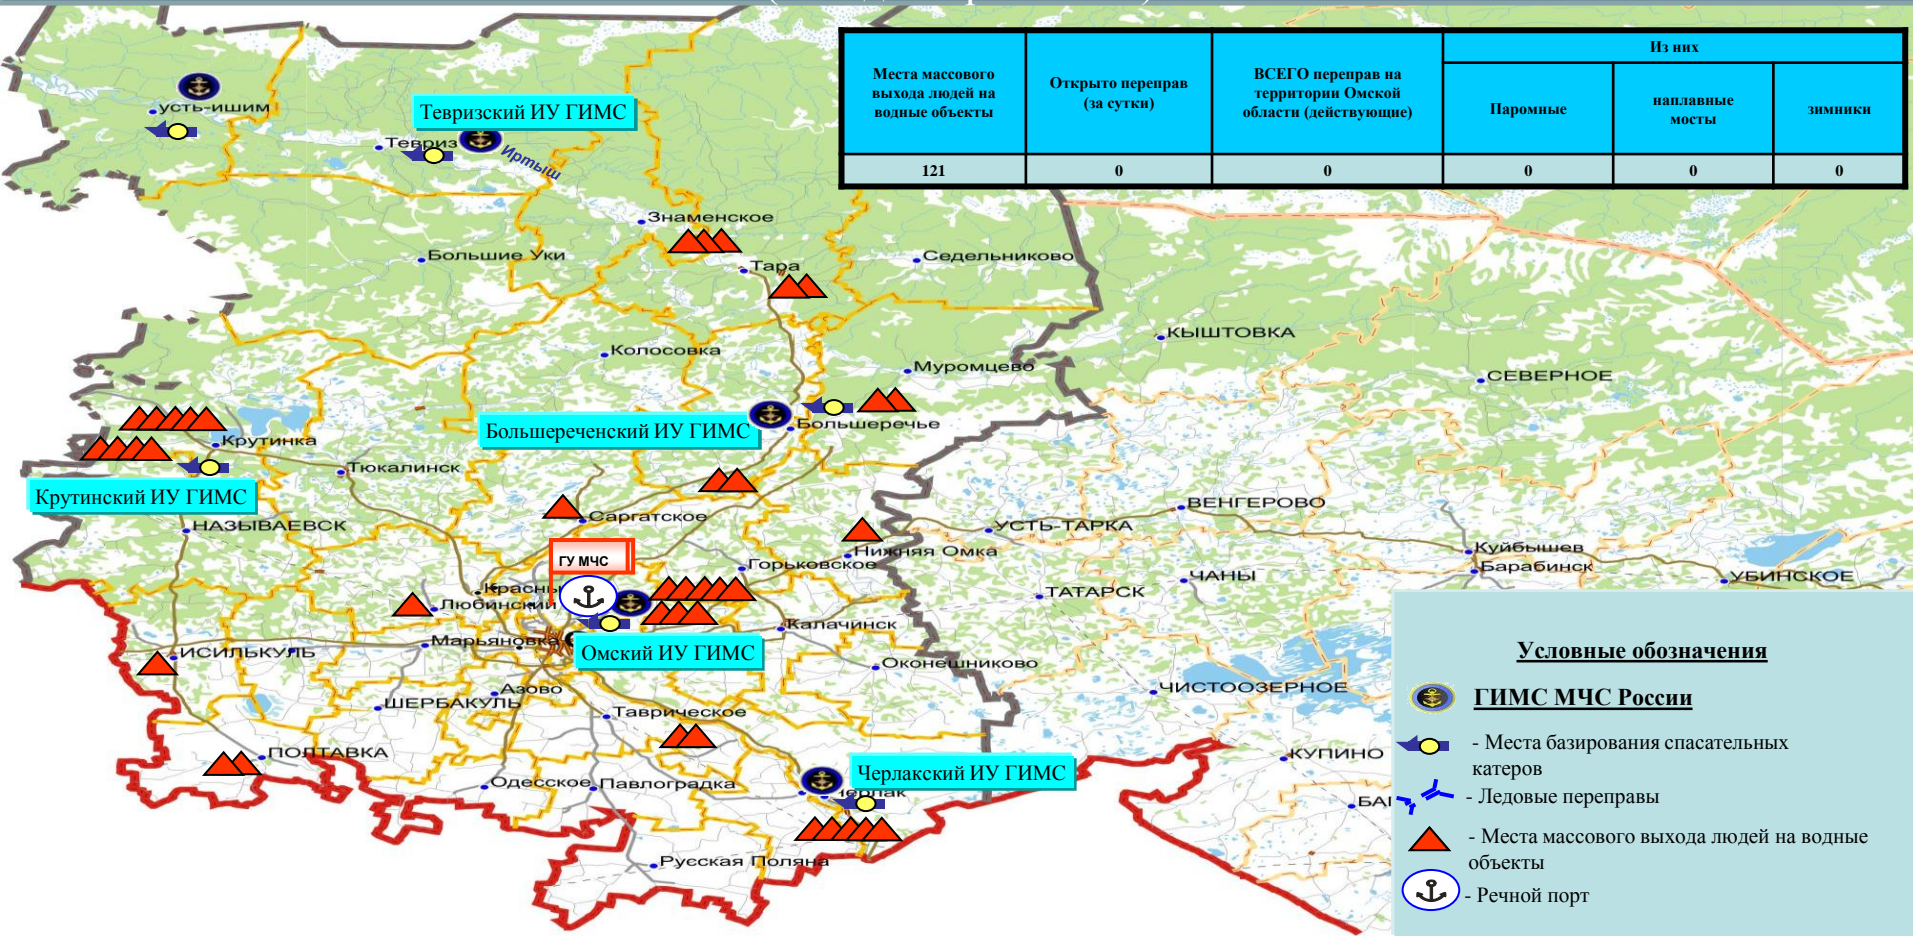 Из них
Места массового
выхода людей на
водные объекты
Открыто переправ
(за сутки)
ВСЕГО переправ на
территории Омской
области (действующие)
Паромные
наплавные
мосты
зимники
121
0
0
0
0
0
усть-ишим
Тевризский ИУ ГИМС
Тевриз
Иртыш
Знаменское
Большие Уки
Седельниково
Тара
КЫШТОВКА
Колосовка
Муромцево
СЕВЕРНОЕ
Большереченский ИУ ГИМС
Большеречье
Крутинка
Тюкалинск
Крутинский ИУ ГИМС
ВЕНГЕРОВО
НАЗЫВАЕВСК
Саргатское
УСТЬ-ТАРКА
Нижняя Омка
Куйбышев
ГУ МЧС
Горьковское
Барабинск
ЧАНЫ
УБИНСКОЕ
Красны
ТАТАРСК
Любинский
Калачинск
Марьяновка
ИСИЛЬКУЛЬ
Омский ИУ ГИМС
Оконешниково
Азово
ЧИСТООЗЕРНОЕ
ШЕРБАКУЛЬ
Таврическое
ПОЛТАВКА
КУПИНО
Черлакский ИУ ГИМС
Одесское
Павлоградка
Черлак
БАГ
Русская Поляна
Условные обозначения
ГИМС МЧС России
- Места базирования спасательных
катеров
- Ледовые переправы
- Места массового выхода людей на водные
объекты
- Речной порт